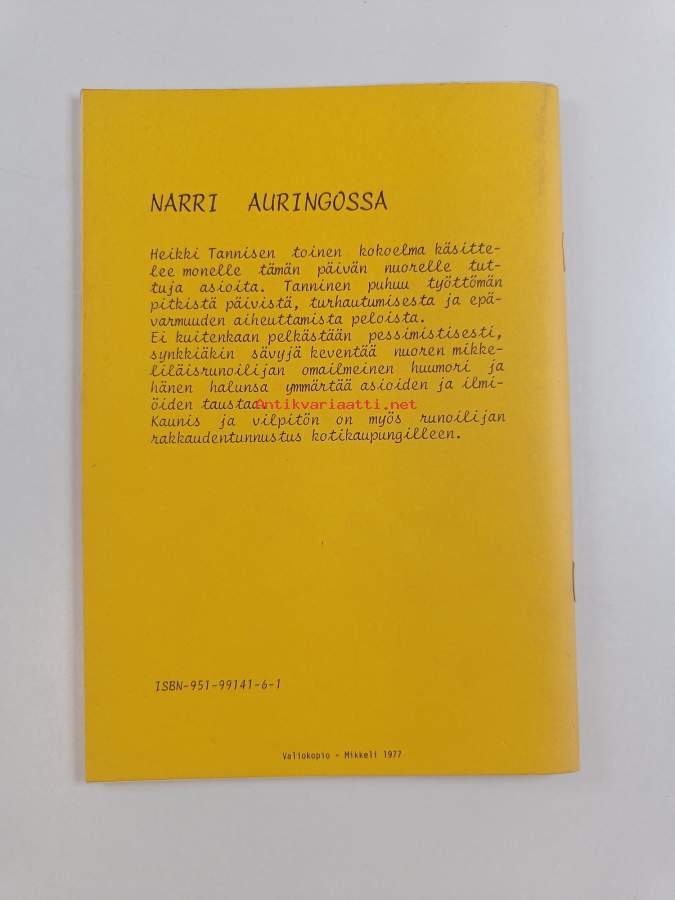 NARRI AURINGOSSA
Heikki Tannisen toinen kokoelma käsitte-
lee monelle tämän päivän nuorelle tut-
tuja asioita. Tanninen puhuu työttömän
pitkistä päivistä, turhautumisesta ja epä-
varmuuden aiheuttamista peloista.
Ei kuitenkaan pelkästään pessimistisesti,
synkkiäkin sävyjä keventää nuoren mikke-
liläisrunoilijan omailmeinen huumori ja
hänen halunsa ymmärtää asioiden ja ilmi-
öiden taustaa.
Antikvariaatti.net
Kaunis ja vilpitön on myös runoilijan
rakkaudentunnustus kotikaupungilleen.
ISBN-951-99141-6-1
Valiokopio - Mikkeli 1977